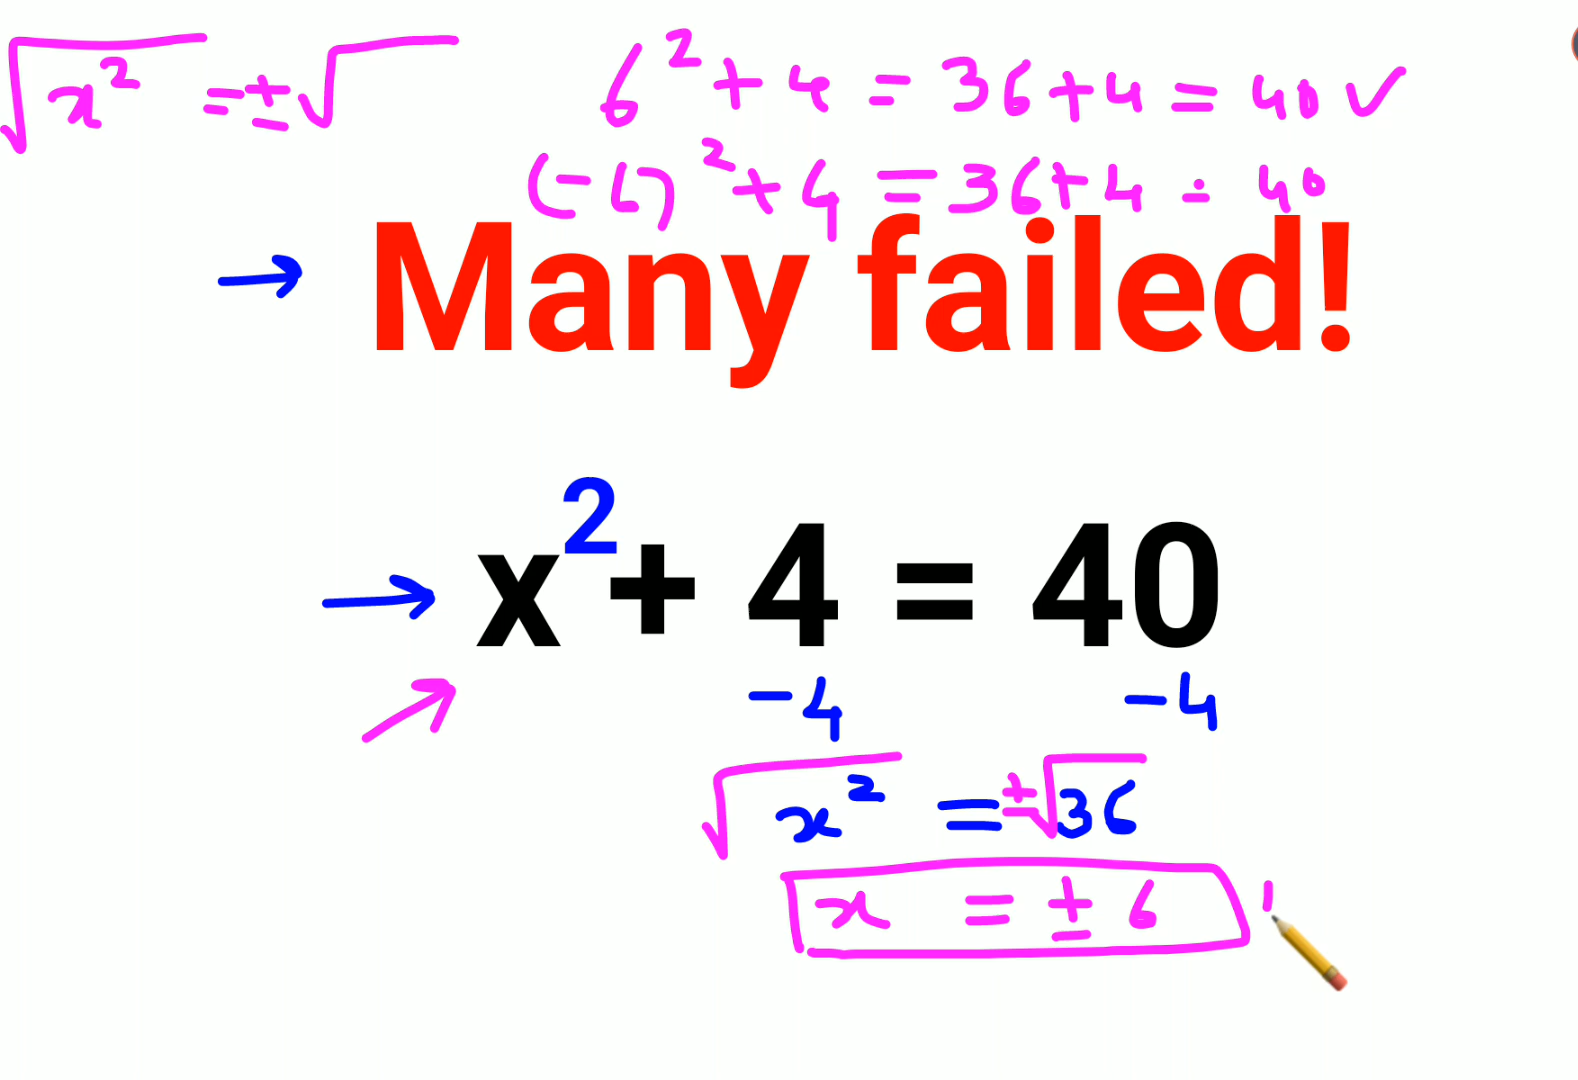 √x² = ±√
6² + 4 = 36 + 4 = 40 ✓
(-6)² + 4 = 36 + 4 = 40
→ Many failed!
→ x² + 4 = 40
-4 -4
√x² = ±√36
x = ± 6